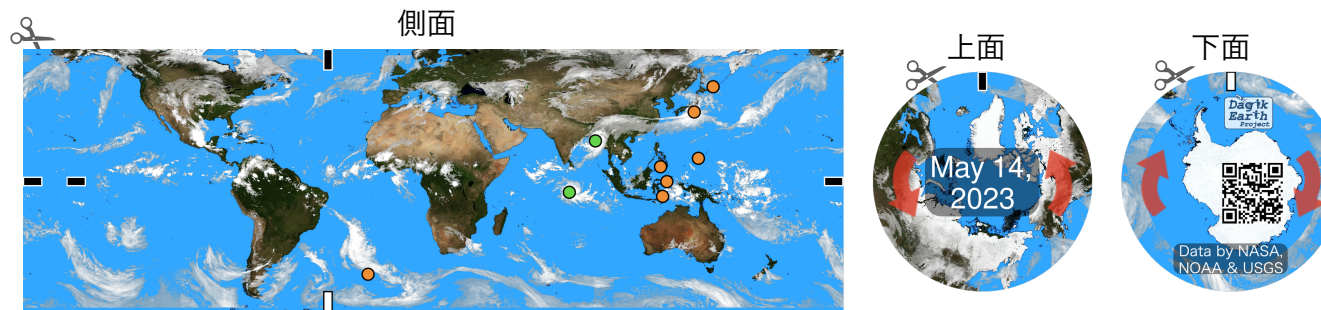 側面
上面
May 14,
2023
下面
Dagik
Earth
Project
Data by NASA,
NOAA & USGS